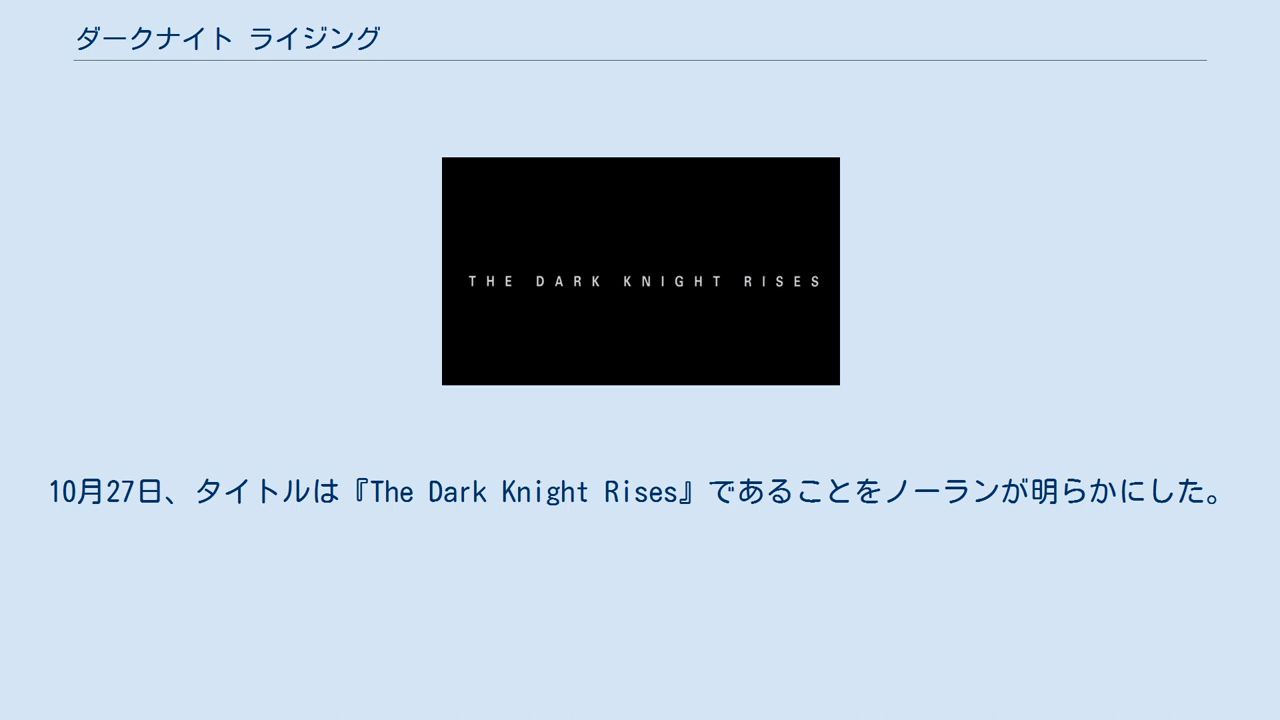 ダークナイト ライジング
THE DARK KNIGHT RISES
10月27日、タイトルは『The Dark Knight Rises』であることをノーランが明らかにした。